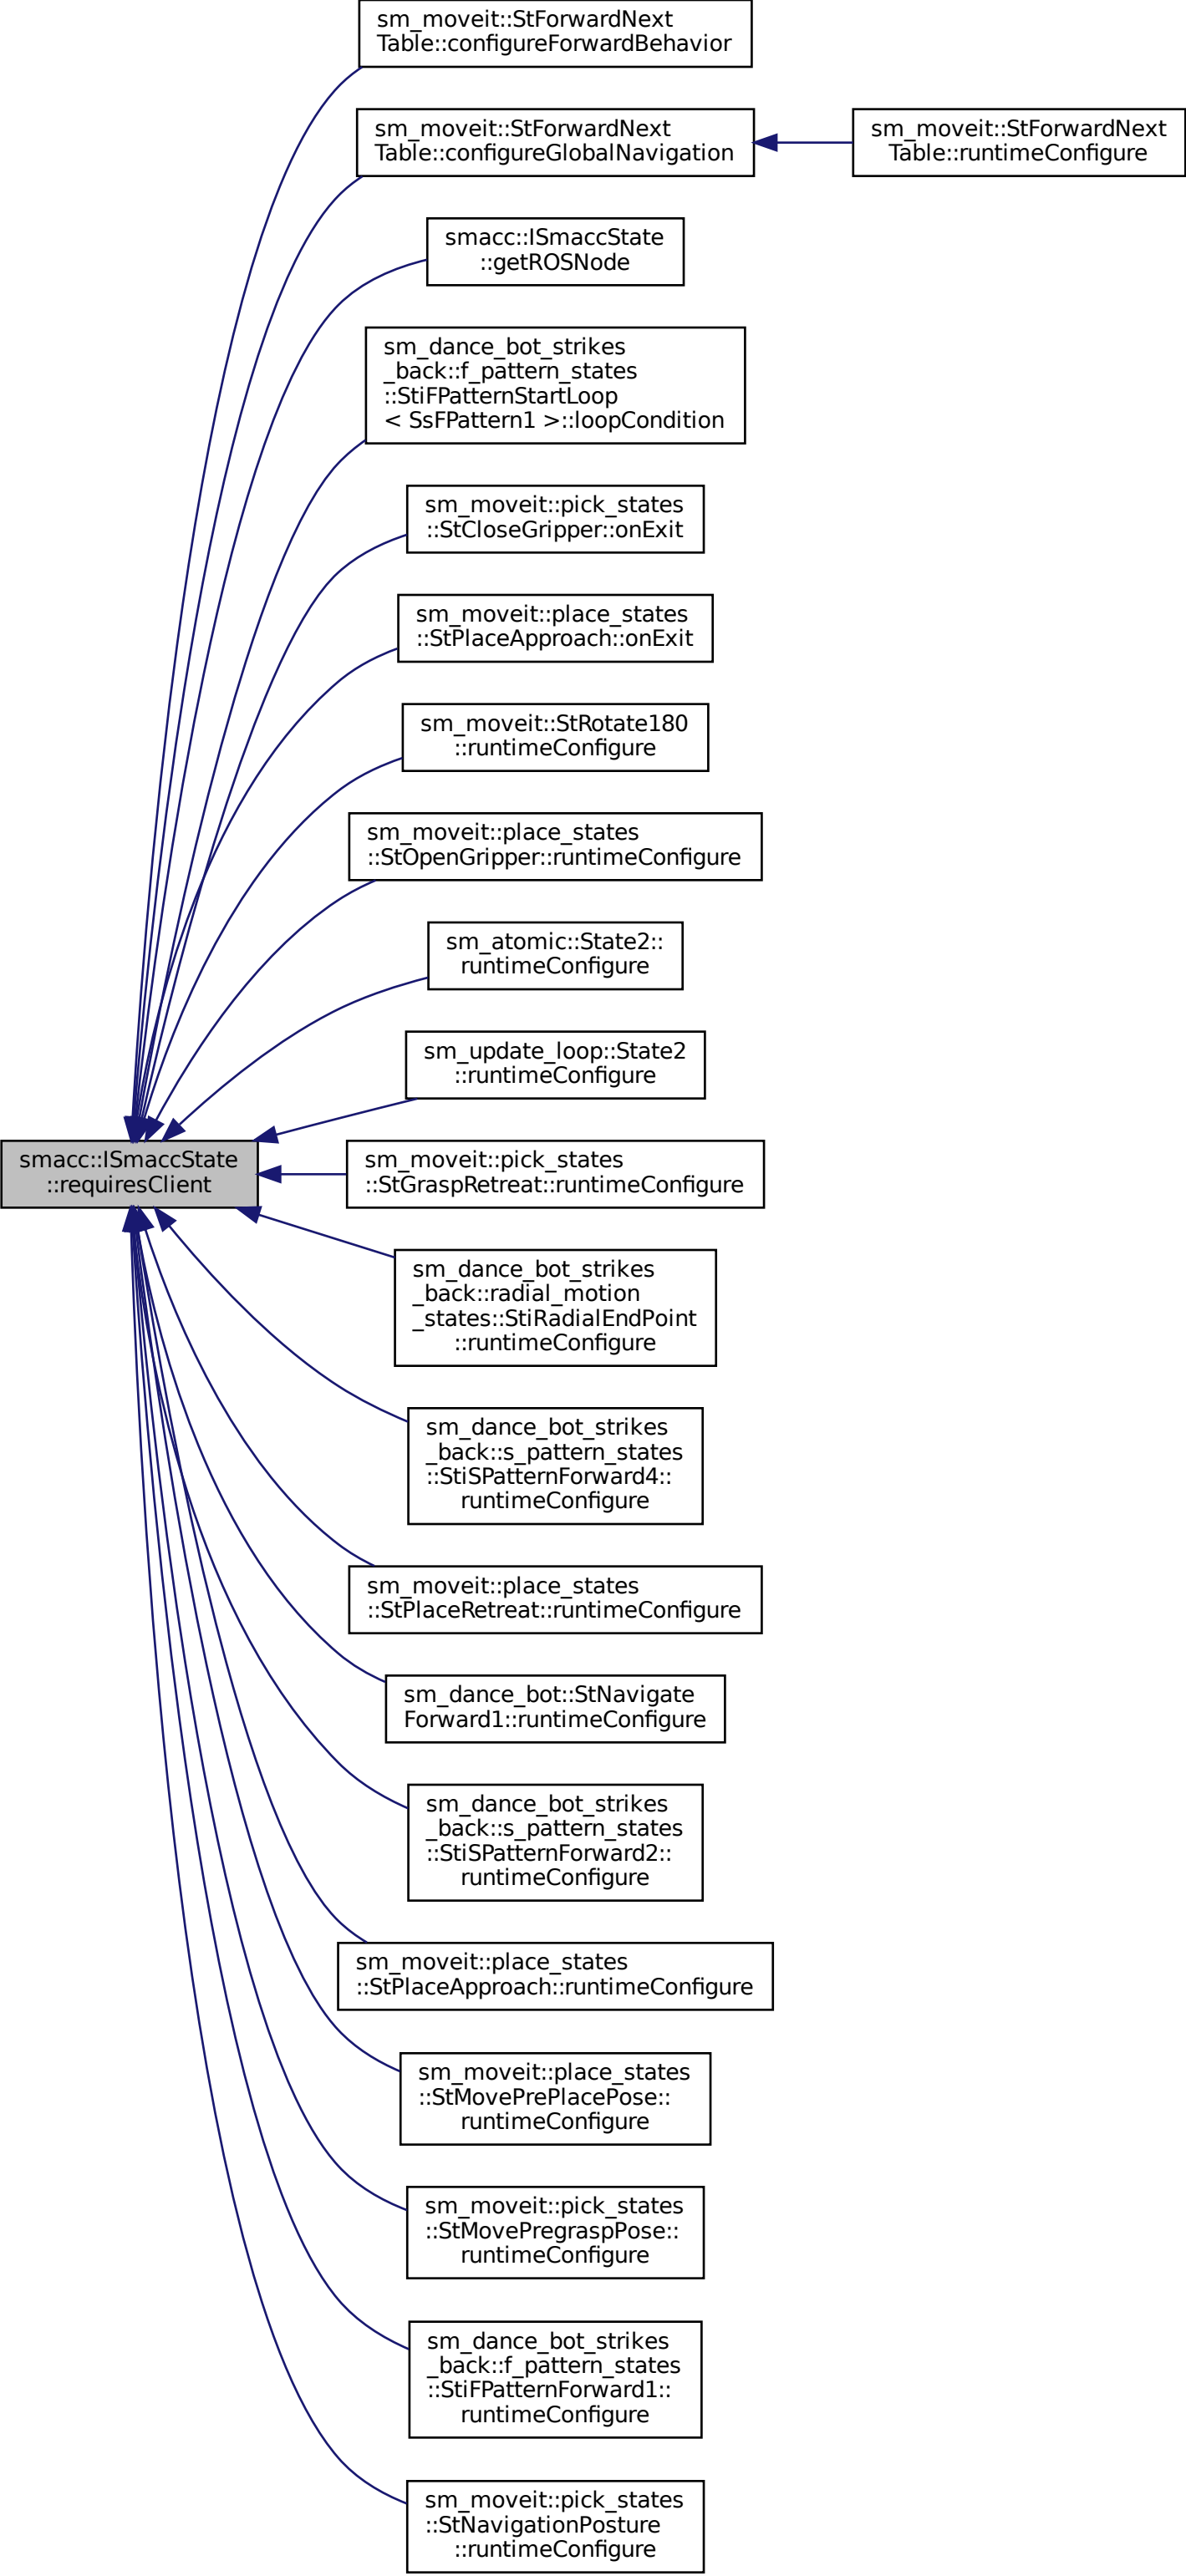 sm_moveit::StForwardNext
Table::configureForwardBehavior
sm_moveit::StForwardNext
Table::configureGlobalNavigation
sm_moveit::StForwardNext
Table::runtimeConfigure
smacc::ISmaccState
::getROSNode
sm_dance_bot_strikes
_back::f_pattern_states
::StiFPatternStartLoop
< SsFPattern1 >::loopCondition
sm_moveit::pick_states
::StCloseGripper::onExit
sm_moveit::place_states
::StPlaceApproach::onExit
sm_moveit::StRotate180
::runtimeConfigure
sm_moveit::place_states
::StOpenGripper::runtimeConfigure
sm_atomic::State2::
runtimeConfigure
sm_update_loop::State2
::runtimeConfigure
smacc::ISmaccState
::requiresClient
sm_moveit::pick_states
::StGraspRetreat::runtimeConfigure
sm_dance_bot_strikes
_back::radial_motion
_states::StiRadialEndPoint
::runtimeConfigure
sm_dance_bot_strikes
_back::s_pattern_states
::StiSPatternForward4::
runtimeConfigure
sm_moveit::place_states
::StPlaceRetreat::runtimeConfigure
sm_dance_bot::StNavigate
Forward1::runtimeConfigure
sm_dance_bot_strikes
_back::s_pattern_states
::StiSPatternForward2::
runtimeConfigure
sm_moveit::place_states
::StPlaceApproach::runtimeConfigure
sm_moveit::place_states
::StMovePrePlacePose::
runtimeConfigure
sm_moveit::pick_states
::StMovePregraspPose::
runtimeConfigure
sm_dance_bot_strikes
_back::f_pattern_states
::StiFPatternForward1::
runtimeConfigure
sm_moveit::pick_states
::StNavigationPosture
::runtimeConfigure